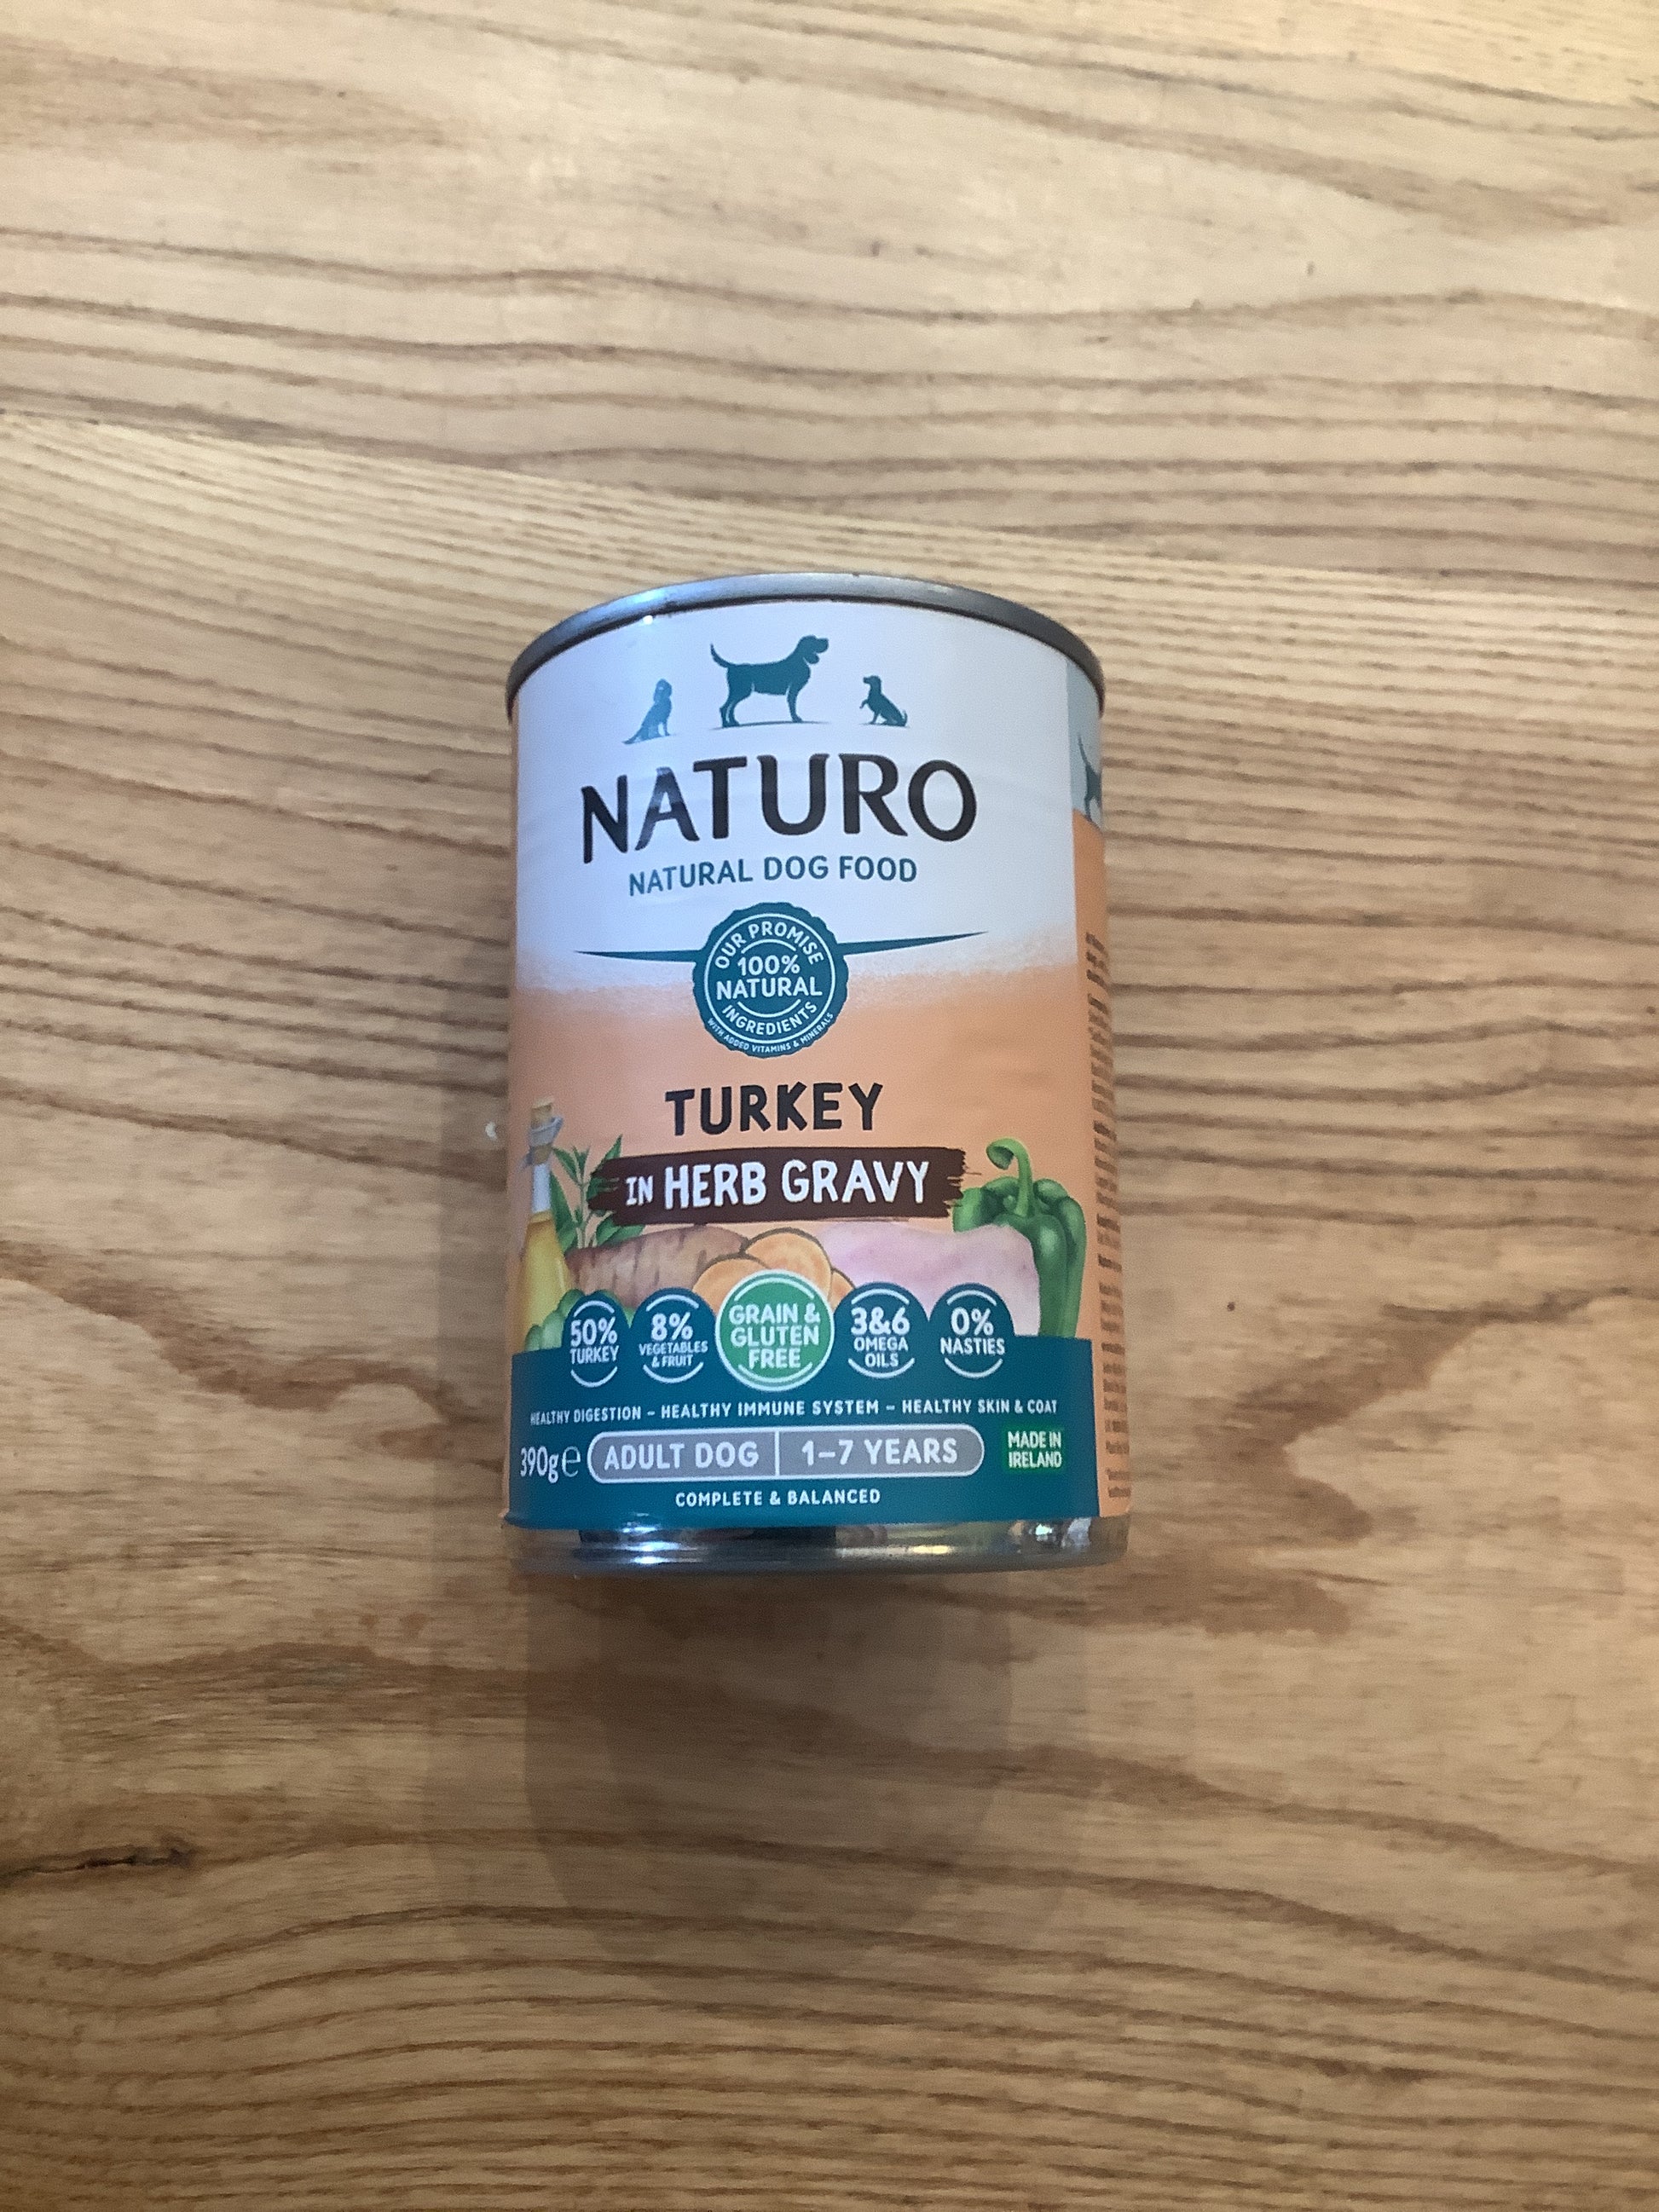 NATURO
NATURAL DOG FOOD
OUR PROMISE
100%
NATURAL
INGREDIENTS
WITH ADDED VITAMINS & MINERALS
TURKEY
IN HERB GRAVY
50%
TURKEY
8%
VEGETABLES
& FRUIT
GRAIN &
GLUTEN
FREE
3&6
OMEGA
OILS
0%
NASTIES
HEALTHY DIGESTION – HEALTHY IMMUNE SYSTEM – HEALTHY SKIN & COAT
390g℮ ADULT DOG 1–7 YEARS
MADE IN
IRELAND
COMPLETE & BALANCED